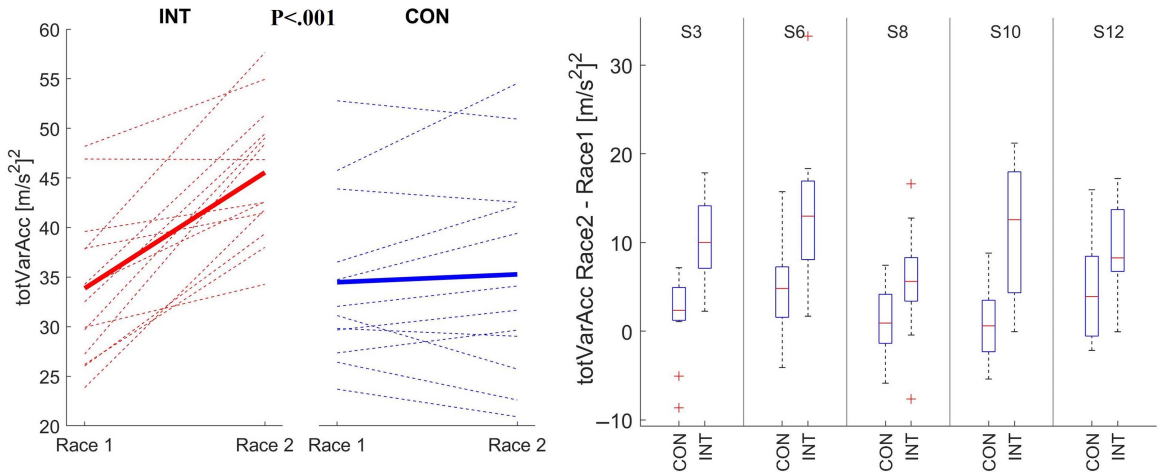 INT P<.001 CON
totVarAcc [m/s²]²
60
55
50
45
40
35
30
25
20
Race 1 Race 2 Race 1 Race 2
totVarAcc Race2 - Race1 [m/s²]²
S3 S6 S8 S10 S12
30
20
10
0
−10
CON INT CON INT CON INT CON INT CON INT